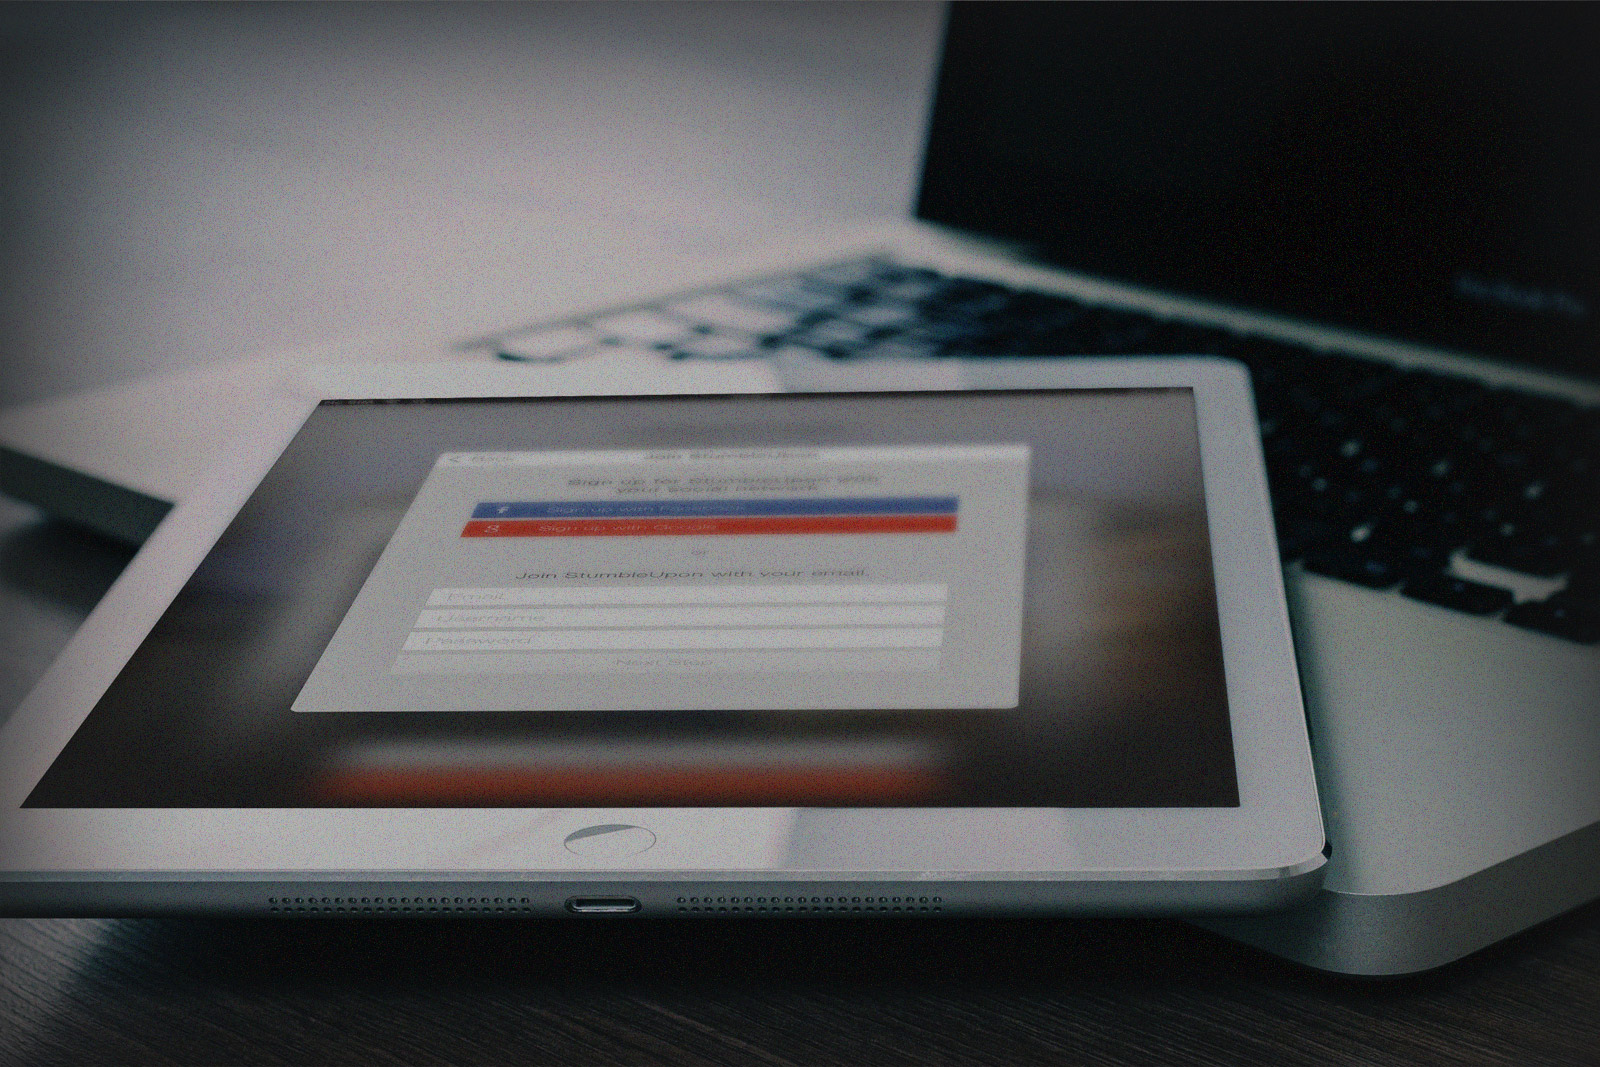 Back
Join StumbleUpon
Sign up for StumbleUpon with
your social network
f Sign up with Facebook
8 Sign up with Google
or
Join StumbleUpon with your email.
Email
Username
Password
Next Step